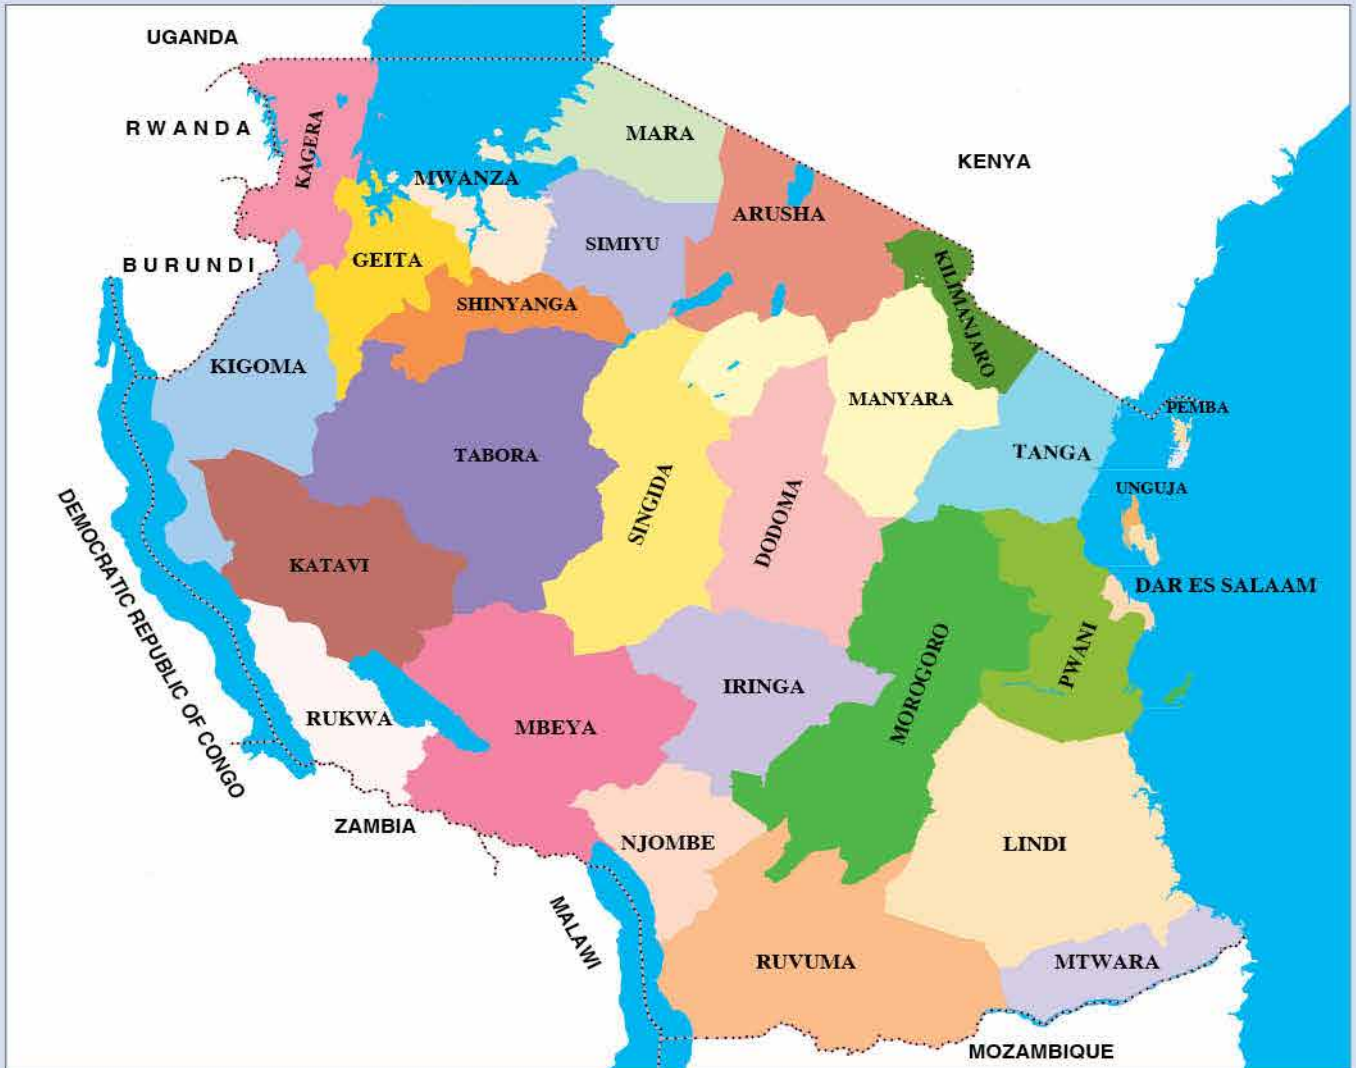 UGANDA
RWANDA
KAGERA
MARA
KENYA
MWANZA
ARUSHA
SIMIYU
GEITA
BURUNDI
KILIMANJARO
SHINYANGA
KIGOMA
MANYARA
PEMBA
TABORA
TANGA
SINGIDA
DODOMA
UNGUJA
KATAVI
DAR ES SALAAM
DEMOCRATIC REPUBLIC OF CONGO
PWANI
IRINGA
MOROGORO
RUKWA
MBEYA
ZAMBIA
NJOMBE
LINDI
MALAWI
RUVUMA
MTWARA
MOZAMBIQUE